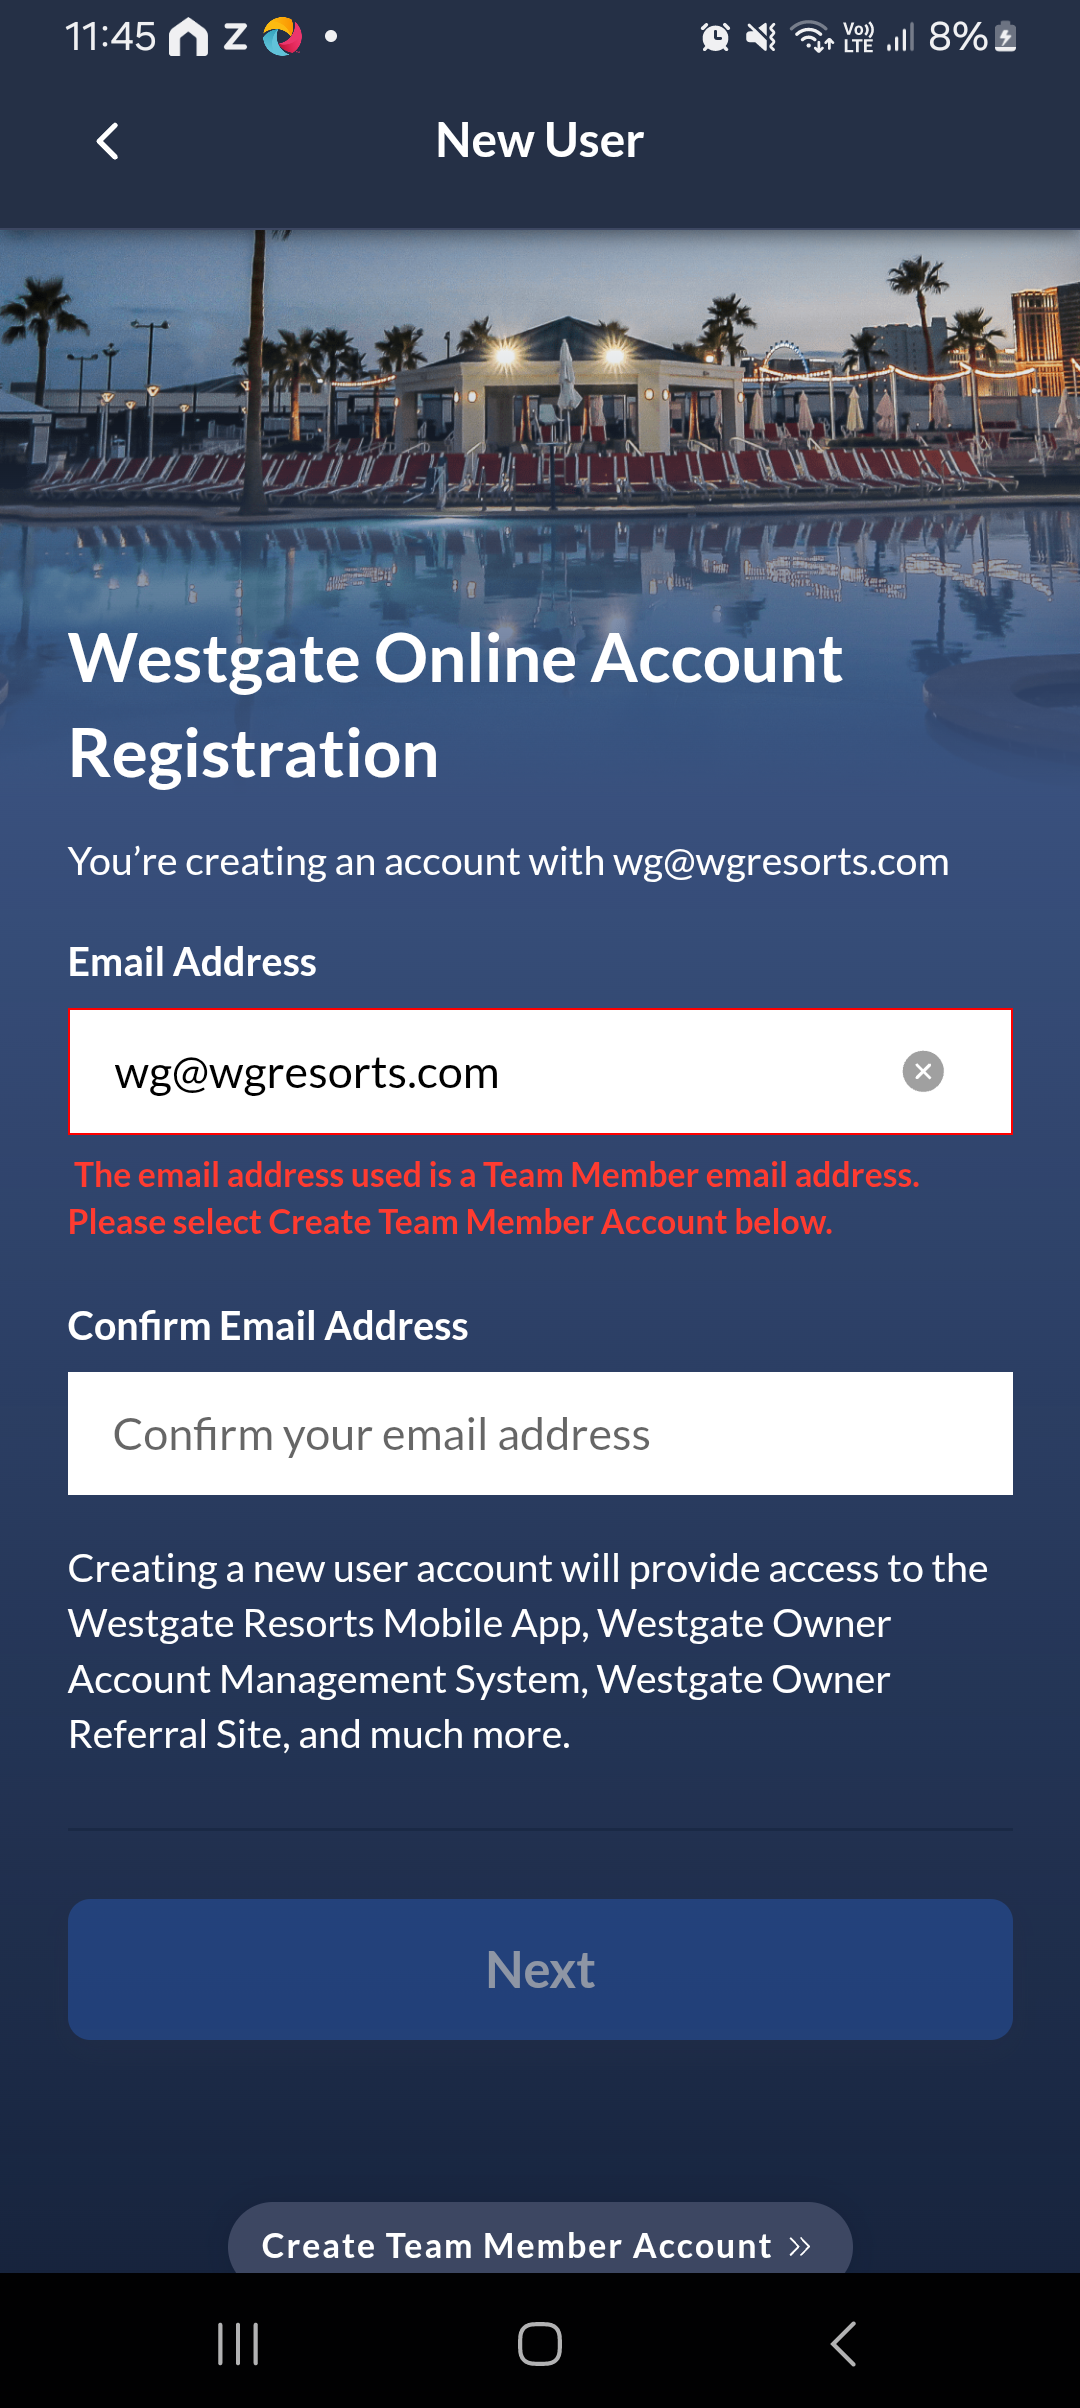 11:45
Vo)) LTE 8%
New User
Westgate Online Account
Registration
You’re creating an account with wg@wgresorts.com
Email Address
wg@wgresorts.com
The email address used is a Team Member email address.
Please select Create Team Member Account below.
Confirm Email Address
Confirm your email address
Creating a new user account will provide access to the
Westgate Resorts Mobile App, Westgate Owner
Account Management System, Westgate Owner
Referral Site, and much more.
Next
Create Team Member Account